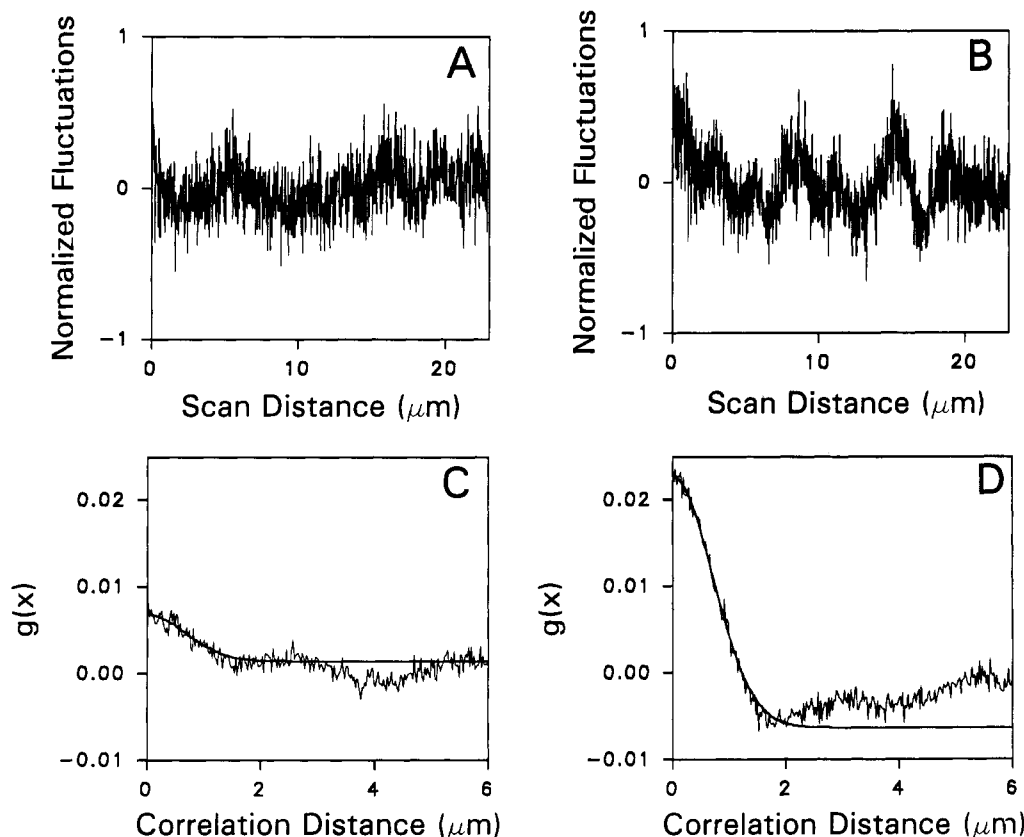 A
Normalized Fluctuations
1
0
−1
0
10
20
Scan Distance (μm)
B
Normalized Fluctuations
1
0
−1
0
10
20
Scan Distance (μm)
C
g(x)
0.02
0.01
0.00
−0.01
0
2
4
6
Correlation Distance (μm)
D
g(x)
0.02
0.01
0.00
−0.01
0
2
4
6
Correlation Distance (μm)